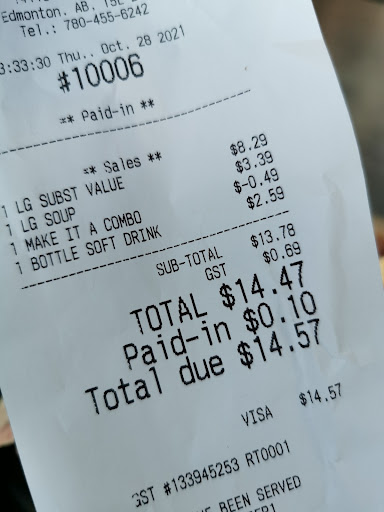 Edmonton, AB,
Tel.: 780-455-6242
3:33:30 Thu., Oct. 28 2021
#10006
** Paid-in **
** Sales **
1 LG SUBST VALUE $8.29
1 LG SOUP $3.39
1 MAKE IT A COMBO $-0.49
1 BOTTLE SOFT DRINK $2.59
SUB-TOTAL $13.78
GST $0.69
TOTAL $14.47
Paid-in $0.10
Total due $14.57
VISA $14.57
GST #133945253 RT0001
BEEN SERVED